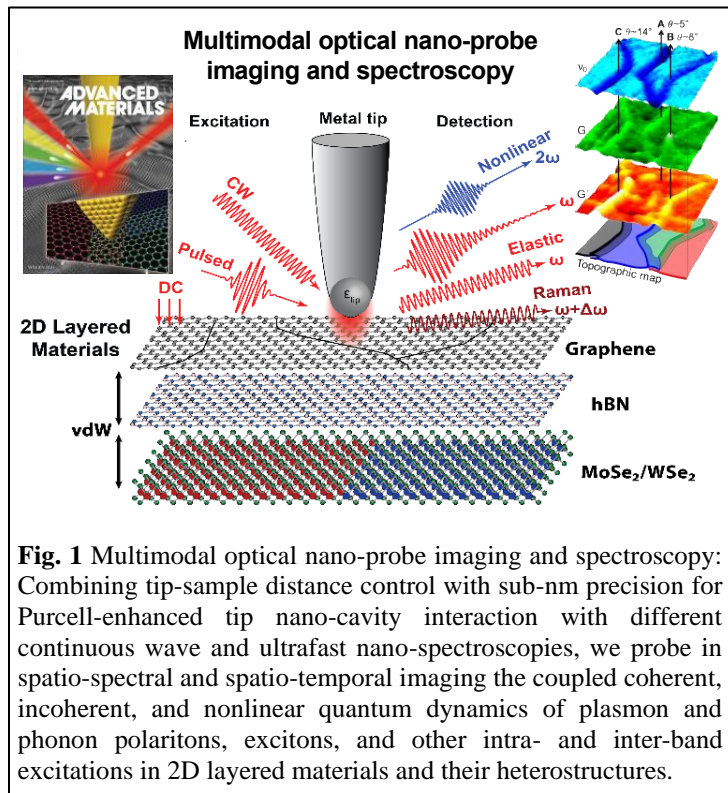 Multimodal optical nano-probe
imaging and spectroscopy
C θ~14°
A θ~5°
B θ~6°
ADVANCED
MATERIALS
Excitation
Metal tip
Detection
Nonlinear
2ω
CW
Pulsed
DC
ε tip
ω
Elastic
ω
Raman
ω+Δω
G
G
Topographic map
2D Layered
Materials
Graphene
vdW
hBN
MoSe₂/WSe₂
Fig. 1 Multimodal optical nano-probe imaging and spectroscopy:
Combining tip-sample distance control with sub-nm precision for
Purcell-enhanced tip nano-cavity interaction with different
continuous wave and ultrafast nano-spectroscopies, we probe in
spatio-spectral and spatio-temporal imaging the coupled coherent,
incoherent, and nonlinear quantum dynamics of plasmon and
phonon polaritons, excitons, and other intra- and inter-band
excitations in 2D layered materials and their heterostructures.